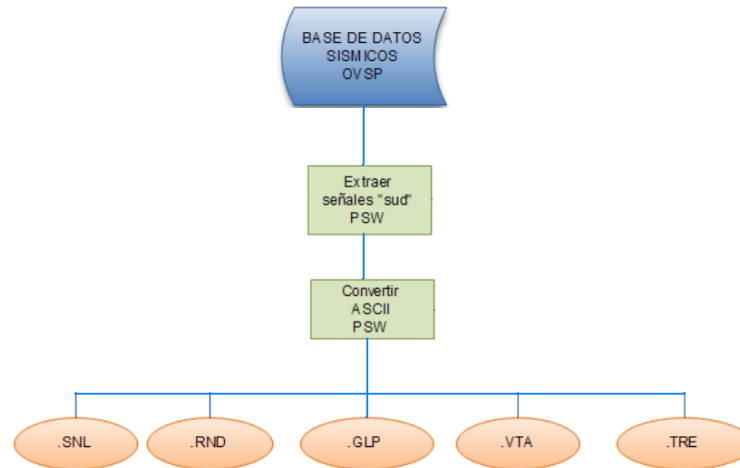 BASE DE DATOS
SISMICOS
OVSP
Extraer
señales "sud"
PSW
Convertir
ASCII
PSW
.SNL
.RND
.GLP
.VTA
.TRE